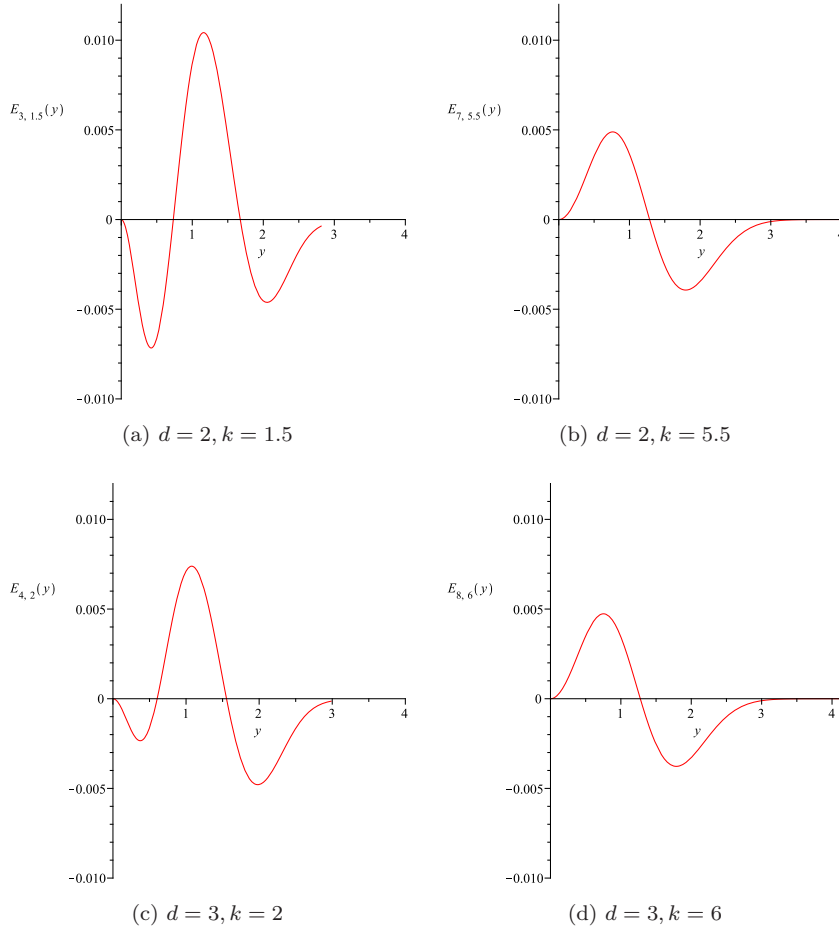 0.010
0.005
0
−0.005
−0.010
E3, 1.5(y)
1 2 3 4
y
(a) d = 2, k = 1.5
0.010
0.005
0
−0.005
−0.010
E7, 5.5(y)
1 2 3
y
(b) d = 2, k = 5.5
0.010
0.005
0
−0.005
−0.010
E4, 2(y)
1 2 3 4
y
(c) d = 3, k = 2
0.010
0.005
0
−0.005
−0.010
E8, 6(y)
1 2 3 4
y
(d) d = 3, k = 6